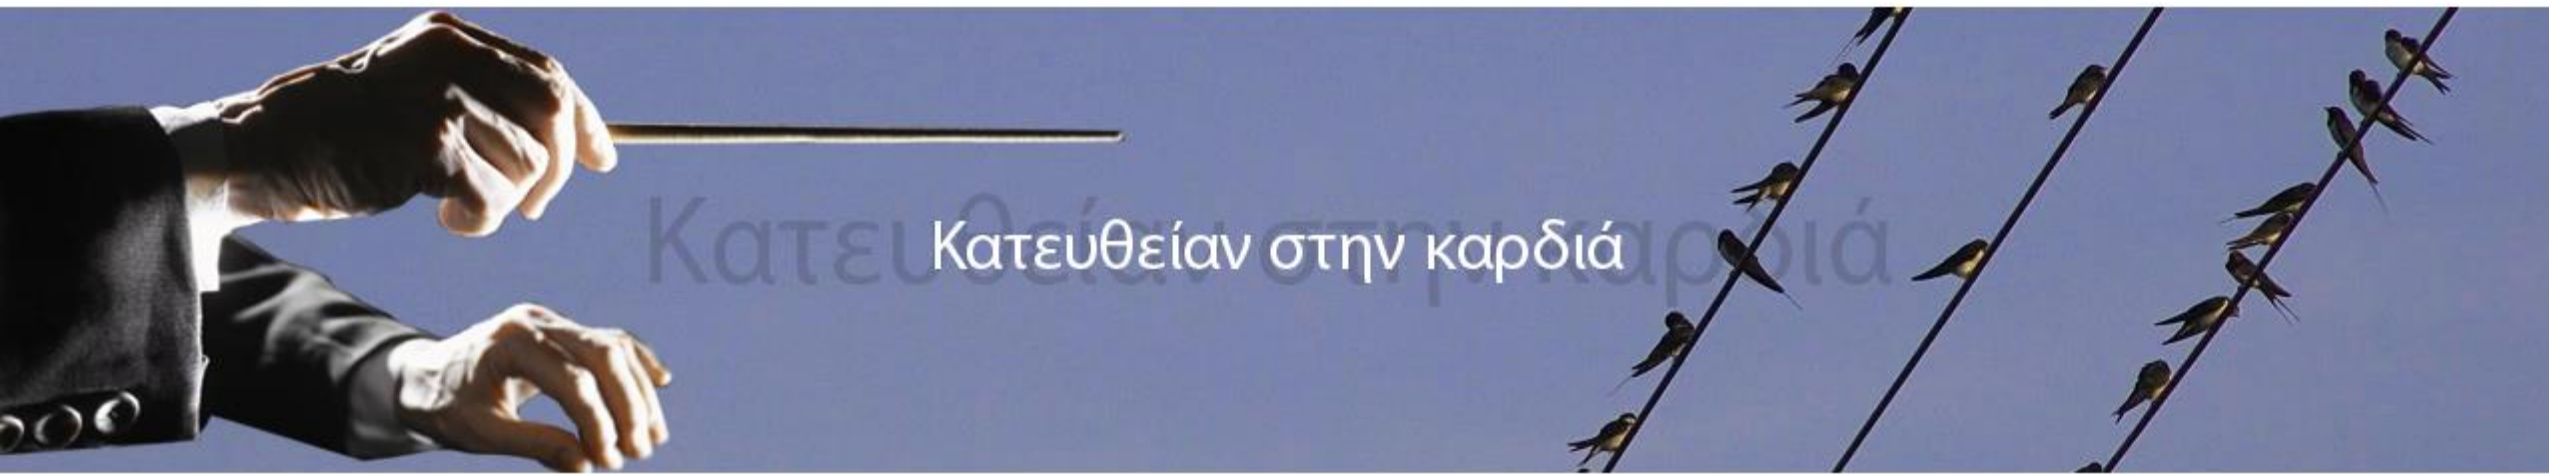 Κατευθείαν στην καρδιά